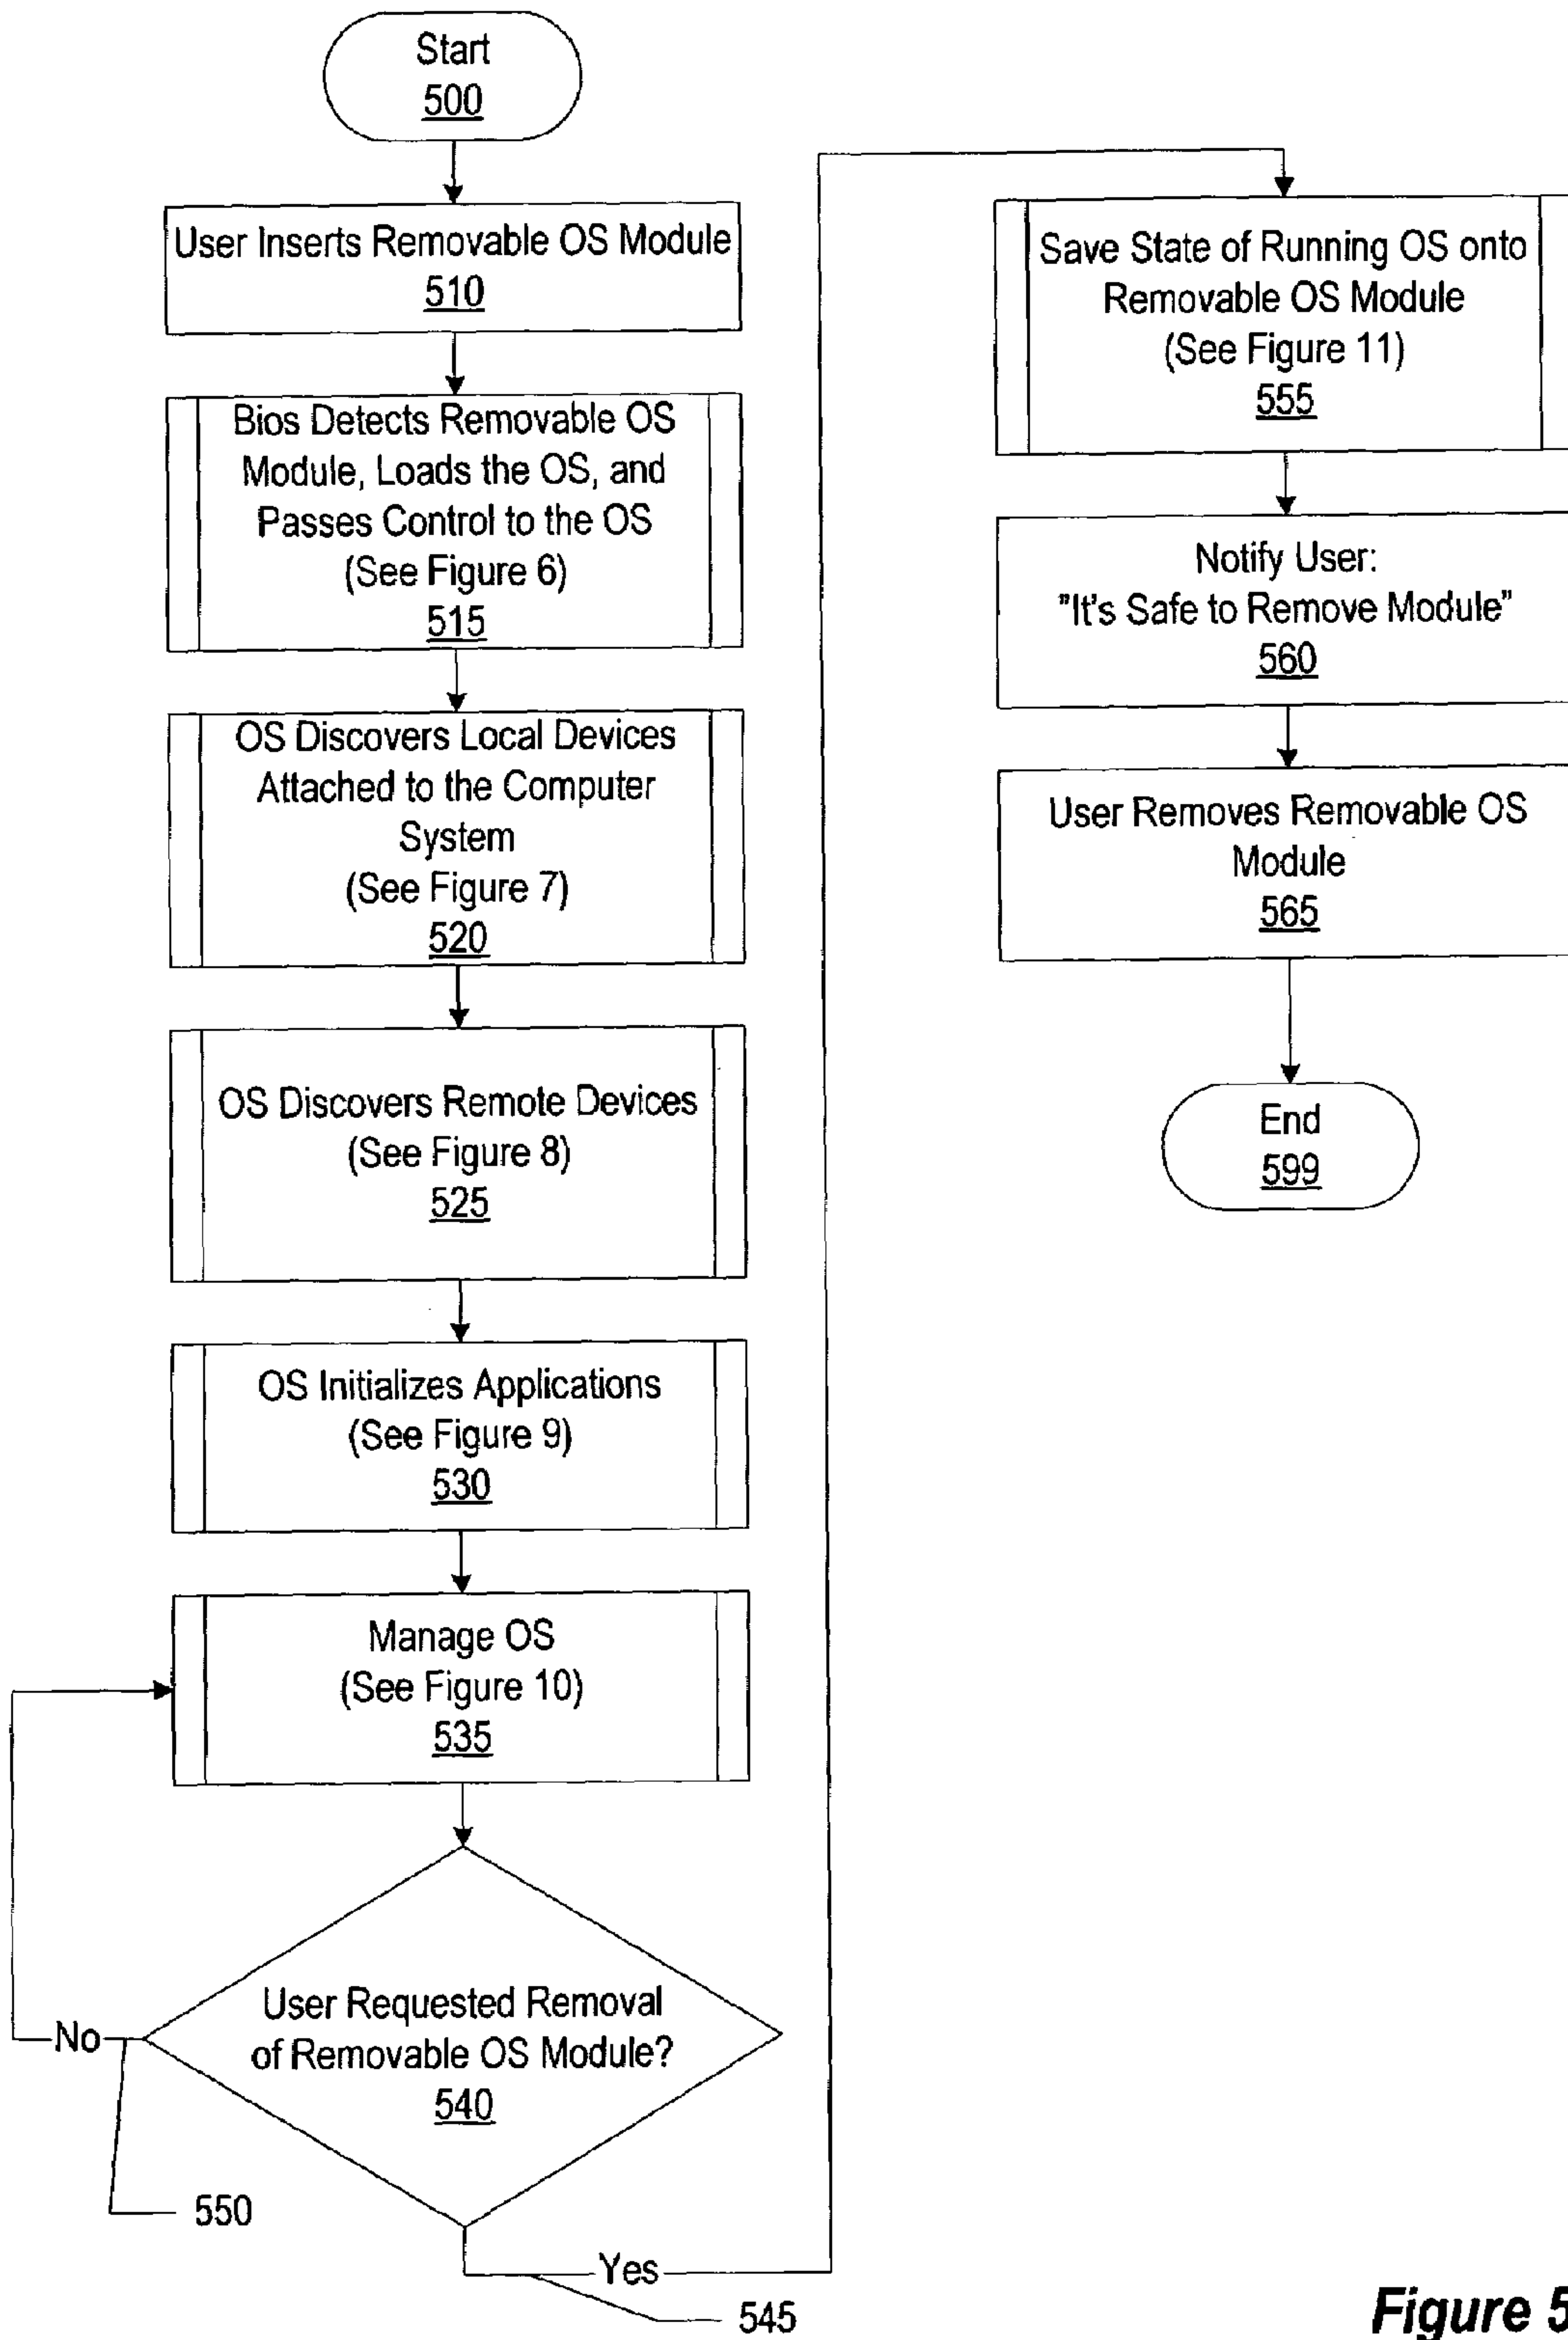 Start
500
User Inserts Removable OS Module
510
Bios Detects Removable OS
Module, Loads the OS, and
Passes Control to the OS
(See Figure 6)
515
OS Discovers Local Devices
Attached to the Computer
System
(See Figure 7)
520
OS Discovers Remote Devices
(See Figure 8)
525
OS Initializes Applications
(See Figure 9)
530
Manage OS
(See Figure 10)
535
User Requested Removal
of Removable OS Module?
540
No
550
Yes
545
Save State of Running OS onto
Removable OS Module
(See Figure 11)
555
Notify User:
"It's Safe to Remove Module"
560
User Removes Removable OS
Module
565
End
599
Figure 5